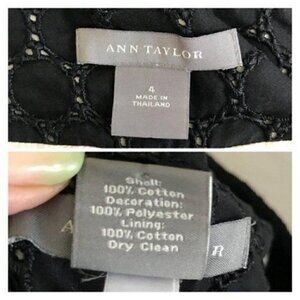 ANN TAYLOR
4
MADE IN
THAILAND
Shell:
100% Cotton
Decoration:
100% Polyester
Lining:
100% Cotton
Dry Clean
A
R